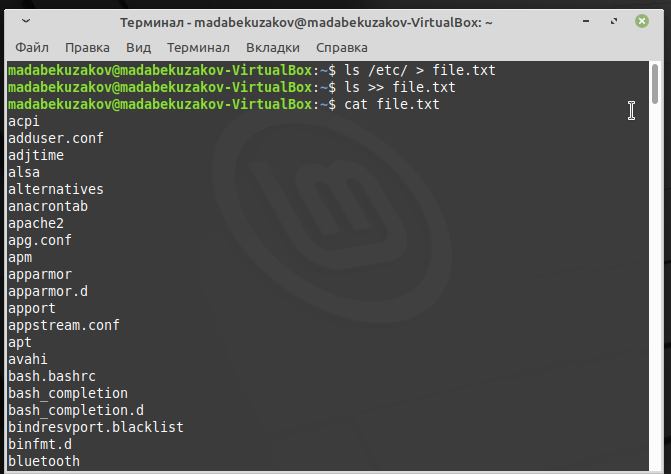 Терминал - madabekuzakov@madabekuzakov-VirtualBox: ~
Файл Правка Вид Терминал Вкладки Справка
madabekuzakov@madabekuzakov-VirtualBox:~$ ls /etc/ > file.txt
madabekuzakov@madabekuzakov-VirtualBox:~$ ls >> file.txt
madabekuzakov@madabekuzakov-VirtualBox:~$ cat file.txt
acpi
adduser.conf
adjtime
alsa
alternatives
anacrontab
apache2
apg.conf
apm
apparmor
apparmor.d
apport
appstream.conf
apt
avahi
bash.bashrc
bash_completion
bash_completion.d
bindresvport.blacklist
binfmt.d
bluetooth